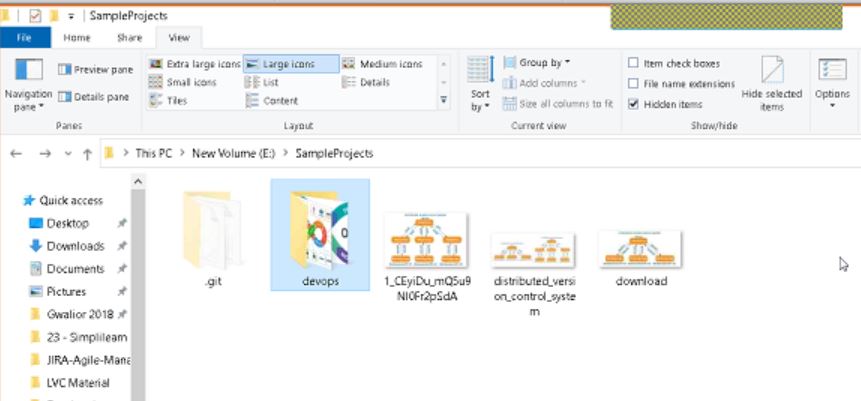 SampleProjects
File Home Share View
Navigation pane
Preview pane
Details pane
Panes
Extra large icons Large icons Medium icons
Small icons List Details
Tiles Content
Layout
Sort by
Group by
Add columns
Size all columns to fit
Current view
Item check boxes
File name extensions
Hidden items
Hide selected items
Show/hide
Options
This PC New Volume (E:) SampleProjects
Quick access
Desktop
Downloads
Documents
Pictures
Gwalior 2018
23 - Simplilearn
JIRA-Agile-Mana
LVC Material
.git
devops
distributed_versi
on_control_syste
m
download